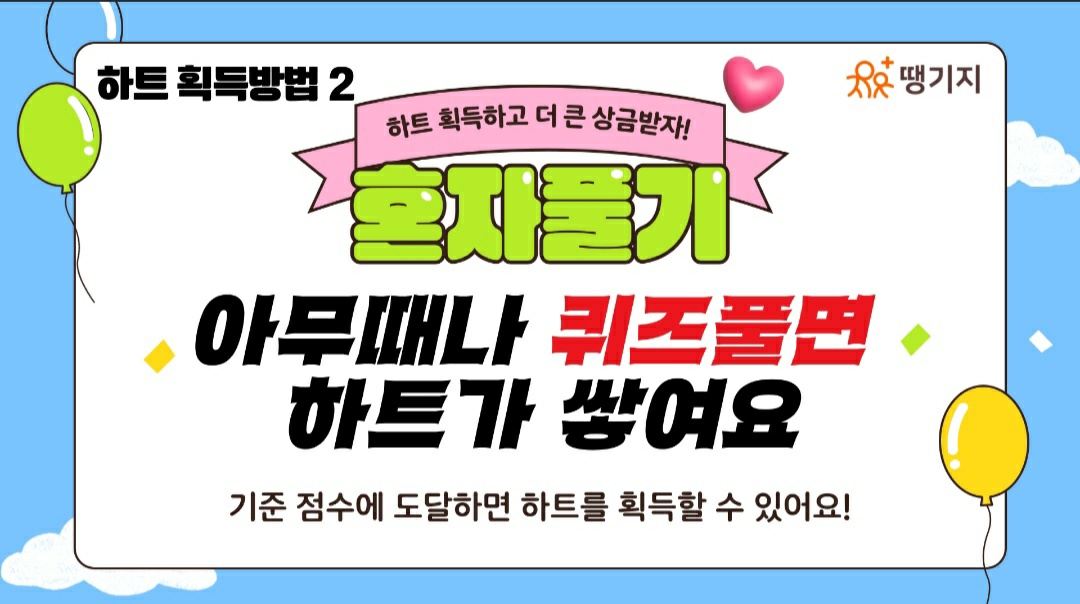 하트 획득방법 2
땡기지
하트 획득하고 더 큰 상금받자!
혼자풀기
아무때나 퀴즈풀면
하트가 쌓여요
기준 점수에 도달하면 하트를 획득할 수 있어요!